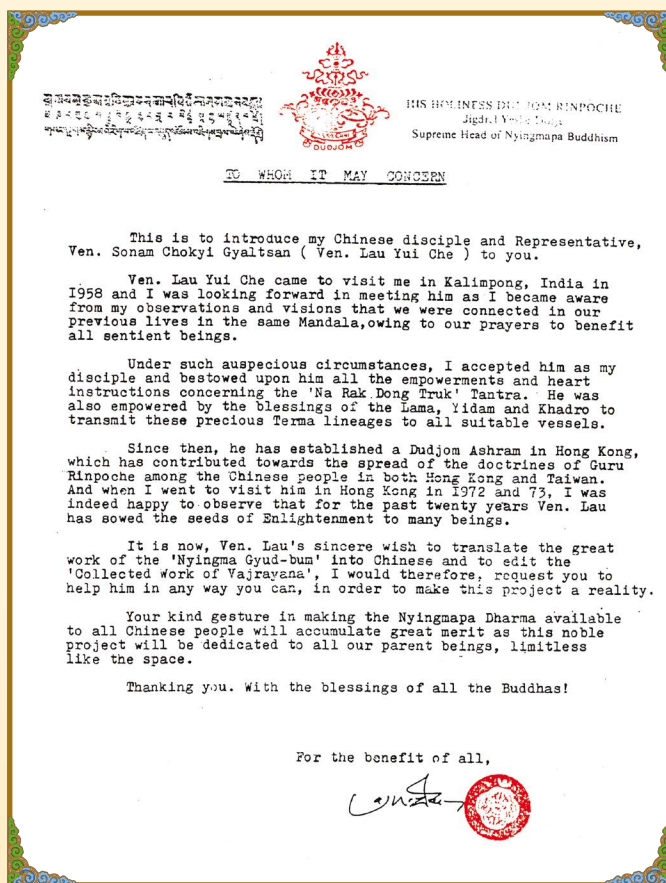 HIS HOLINESS DUDJOM RINPOCHE
Supreme Head of Nyingmapa Buddhism
DUDJOM
TO WHOM IT MAY CONCERN
This is to introduce my Chinese disciple and Representative,
Ven. Sonam Chokyi Gyaltsan ( Ven. Lau Yui Che ) to you.
Ven. Lau Yui Che came to visit me in Kalimpong, India in
I958 and I was looking forward in meeting him as I became aware
from my observations and visions that we were connected in our
previous lives in the same Mandala,owing to our prayers to benefit
all sentient beings.
Under such auspecious circumstances, I accepted him as my
disciple and bestowed upon him all the empowerments and heart
instructions concerning the 'Na Rak Dong Truk' Tantra. He was
also empowered by the blessings of the Lama, Yidam and Khadro to
transmit these precious Terma lineages to all suitable vessels.
Since then, he has established a Dudjom Ashram in Hong Kong,
which has contributed towards the spread of the doctrines of Guru
Rinpoche among the Chinese people in both Hong Kong and Taiwan.
And when I went to visit him in Hong Kong in I972 and 73, I was
indeed happy to observe that for the past twenty years Ven. Lau
has sowed the seeds of Enlightenment to many beings.
It is now, Ven. Lau's sincere wish to translate the great
work of the 'Nyingma Gyud-bum' into Chinese and to edit the
'Collected Work of Vajrayana', I would therefore, request you to
help him in any way you can, in order to make this project a reality.
Your kind gesture in making the Nyingmapa Dharma available
to all Chinese people will accumulate great merit as this noble
project will be dedicated to all our parent beings, limitless
like the space.
Thanking you. With the blessings of all the Buddhas!
For the benefit of all,